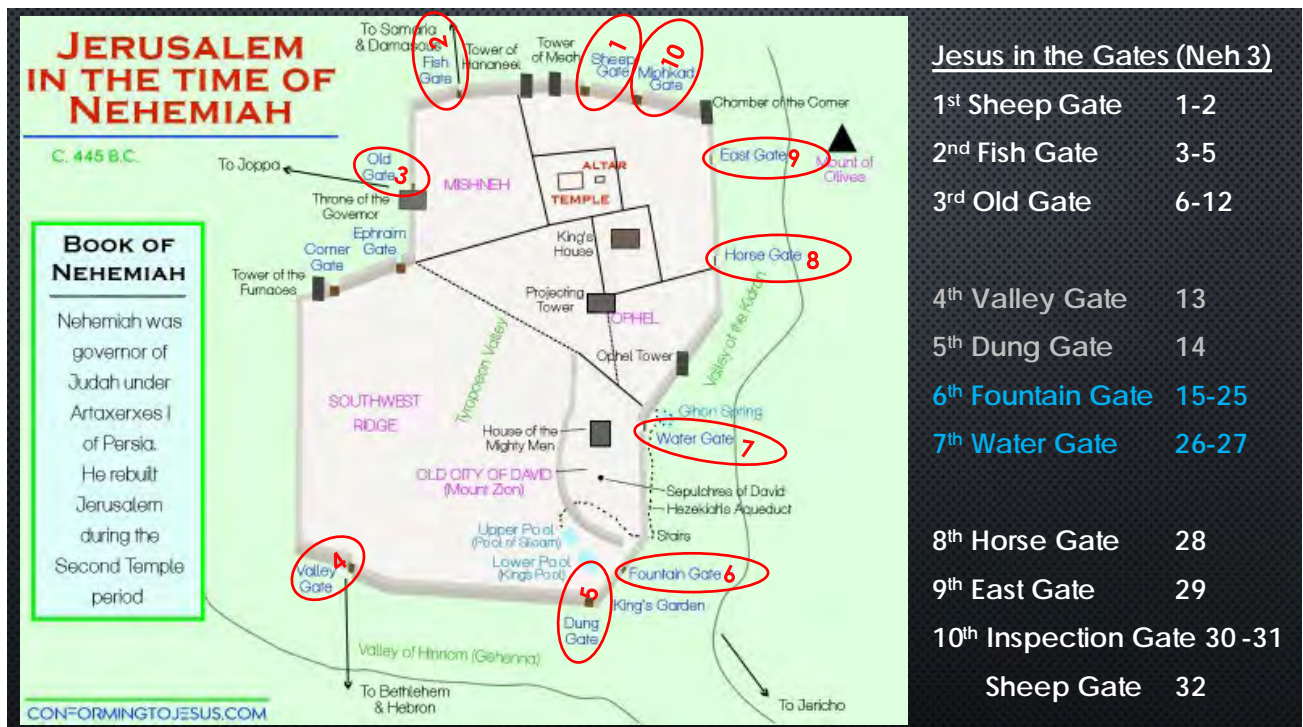 JERUSALEM
IN THE TIME OF
NEHEMIAH
C. 445 B.C.
To Samaria
& Damascus
2
Fish
Gate
Tower of
Hananeel
Tower
of Meah
1
Sheep
Gate
10
Miphkad
Gate
Chamber of the Corner
East Gate 9
Mount of
Olives
To Joppa
Old
Gate 3
Throne of the
Governor
MISHNEH
ALTAR
TEMPLE
King's
House
Horse Gate 8
Ephraim
Gate
Corner
Gate
Tower of the
Furnaces
Projecting
Tower
OPHEL
Ophel Tower
Valley of the Kidron
Tyropoeron Valley
BOOK OF
NEHEMIAH
Nehemiah was
governor of
Judah under
Artaxerxes I
of Persia.
He rebuilt
Jerusalem
during the
Second Temple
period
SOUTHWEST
RIDGE
House of the
Mighty Men
Gihon Spring
Water Gate
7
OLD CITY OF DAVID
(Mount Zion)
Sepulchres of David
Hezekiah's Aqueduct
Stairs
Upper Pool
(Pool of Siloam)
Lower Pool
(King's Pool)
Fountain Gate 6
King's Garden
4
Valley
Gate
5
Dung
Gate
Valley of Hinnom (Gehenna)
To Bethlehem
& Hebron
To Jericho
CONFORMINGTOJESUS.COM
Jesus in the Gates (Neh 3)
1st Sheep Gate 1-2
2nd Fish Gate 3-5
3rd Old Gate 6-12
4th Valley Gate 13
5th Dung Gate 14
6th Fountain Gate 15-25
7th Water Gate 26-27
8th Horse Gate 28
9th East Gate 29
10th Inspection Gate 30 -31
Sheep Gate 32